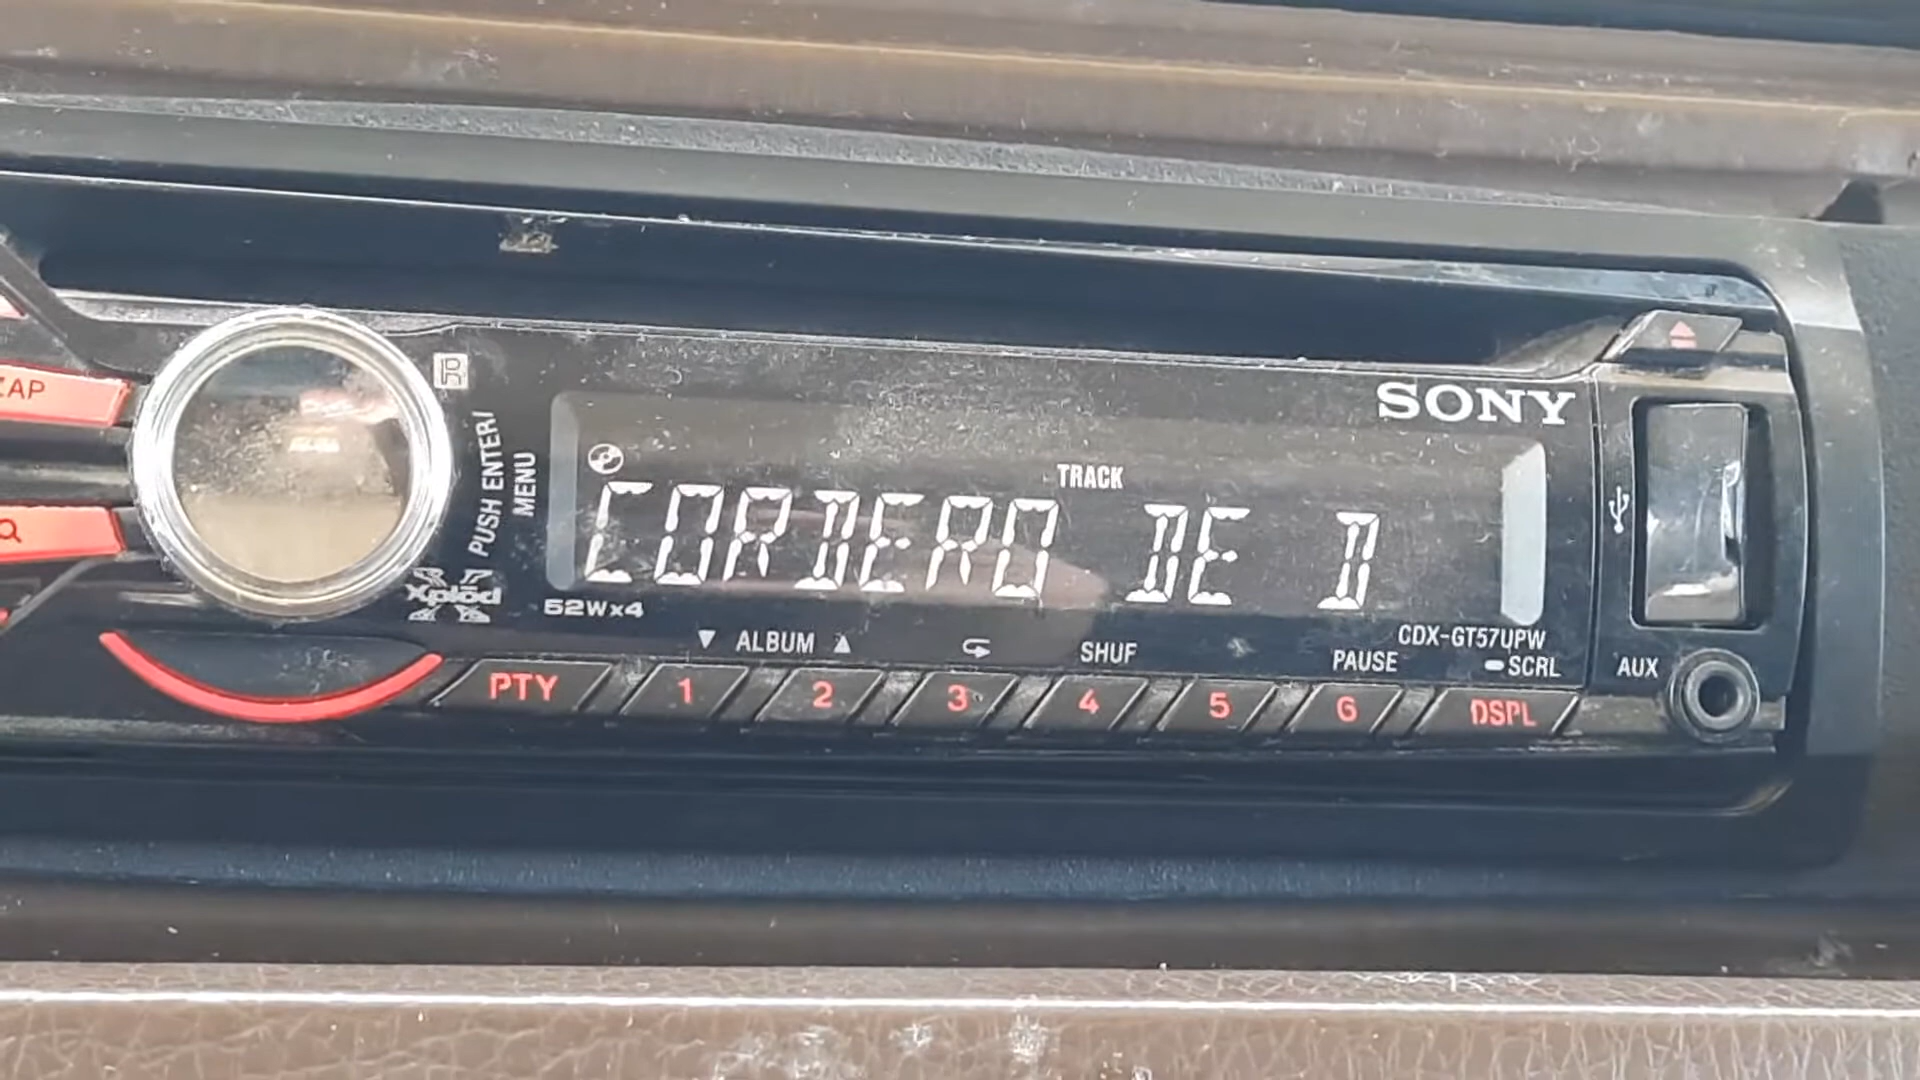 SONY
ZAP
R
PUSH ENTER/
MENU
TRACK
CORDERO DE D
Xplōd
52W×4
CDX-GT57UPW
▼ ALBUM ▲
SHUF
PAUSE
SCRL
AUX
PTY
1
2
3
4
5
6
DSPL